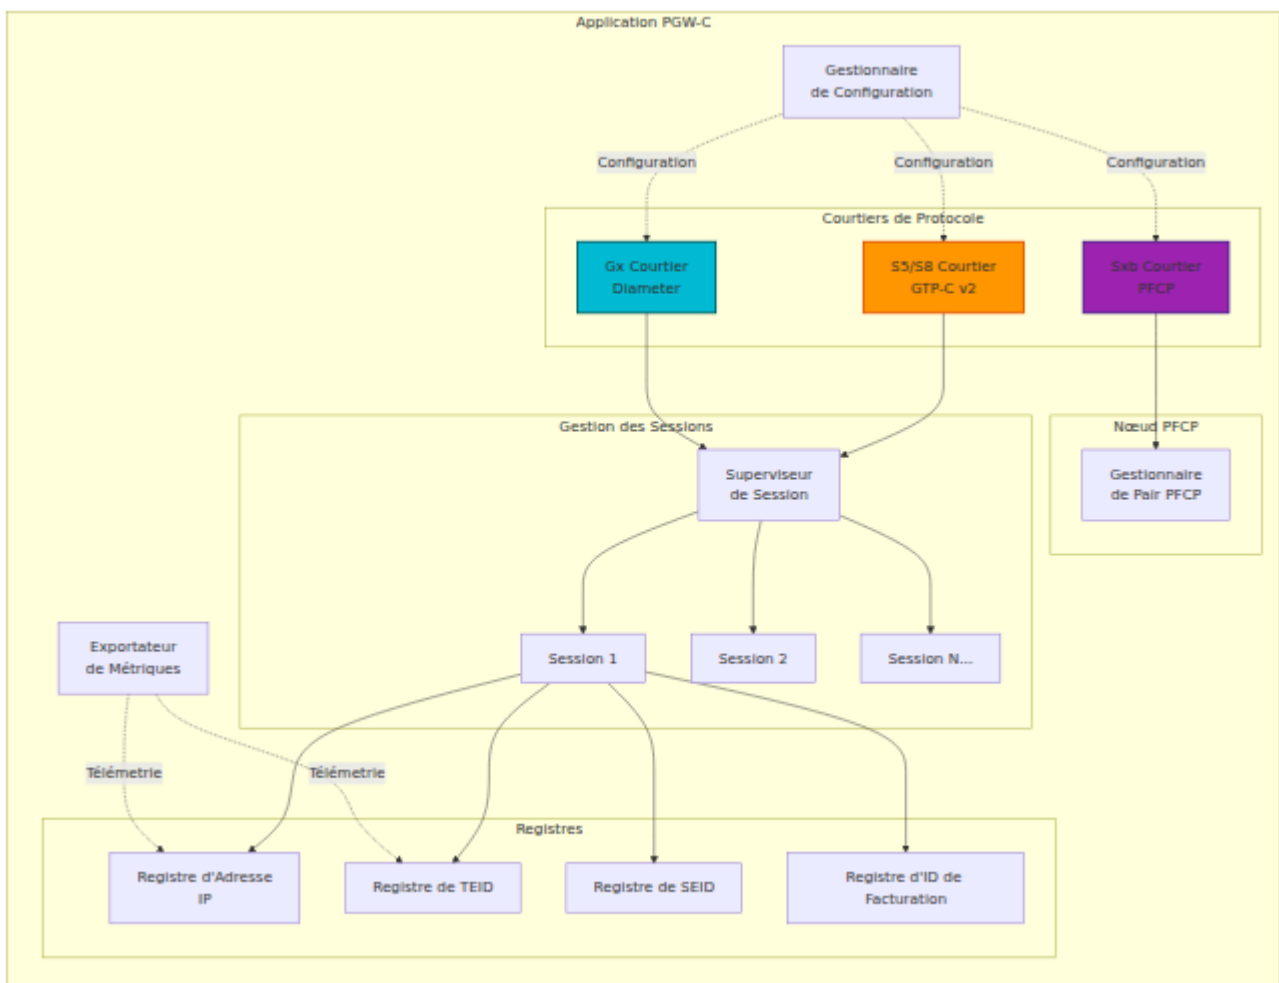 Application PGW-C
Gestionnaire
de Configuration
Configuration
Configuration
Configuration
Courtiers de Protocole
Gx Courtier
Diameter
S5/S8 Courtier
GTP-C v2
Sxb Courtier
PFCP
Gestion des Sessions
Nœud PFCP
Superviseur
de Session
Gestionnaire
de Pair PFCP
Exportateur
de Métriques
Session 1
Session 2
Session N...
Télémetrie
Télémetrie
Registres
Registre d'Adresse
IP
Registre de TEID
Registre de SEID
Registre d'ID de
Facturation